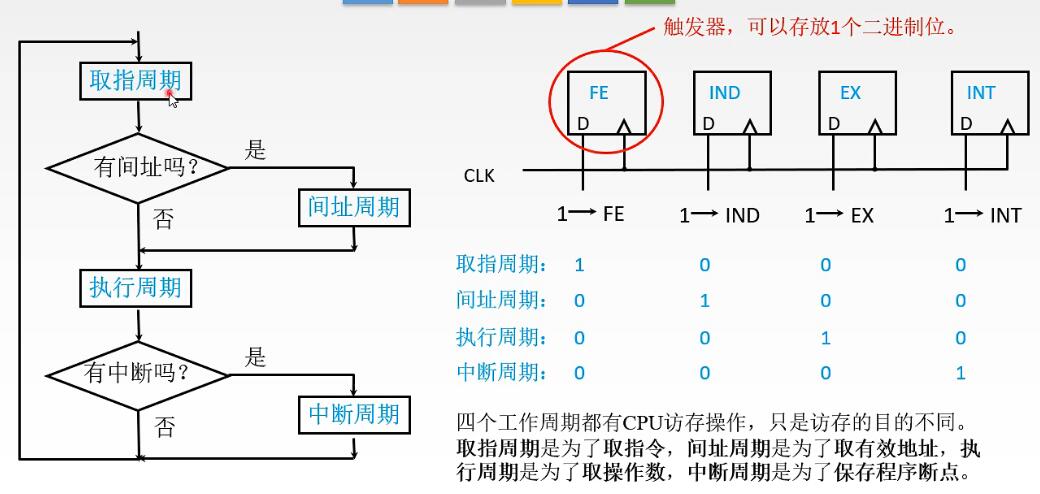 取指周期
有间址吗?
是
间址周期
否
执行周期
有中断吗?
是
中断周期
否
触发器，可以存放1个二进制位。
FE IND EX INT
D D D D
CLK
1 FE 1 IND 1 EX 1 INT
取指周期： 1 0 0 0
间址周期： 0 1 0 0
执行周期： 0 0 1 0
中断周期： 0 0 0 1
四个工作周期都有CPU访存操作，只是访存的目的不同。
取指周期是为了取指令，间址周期是为了取有效地址，执
行周期是为了取操作数，中断周期是为了保存程序断点。